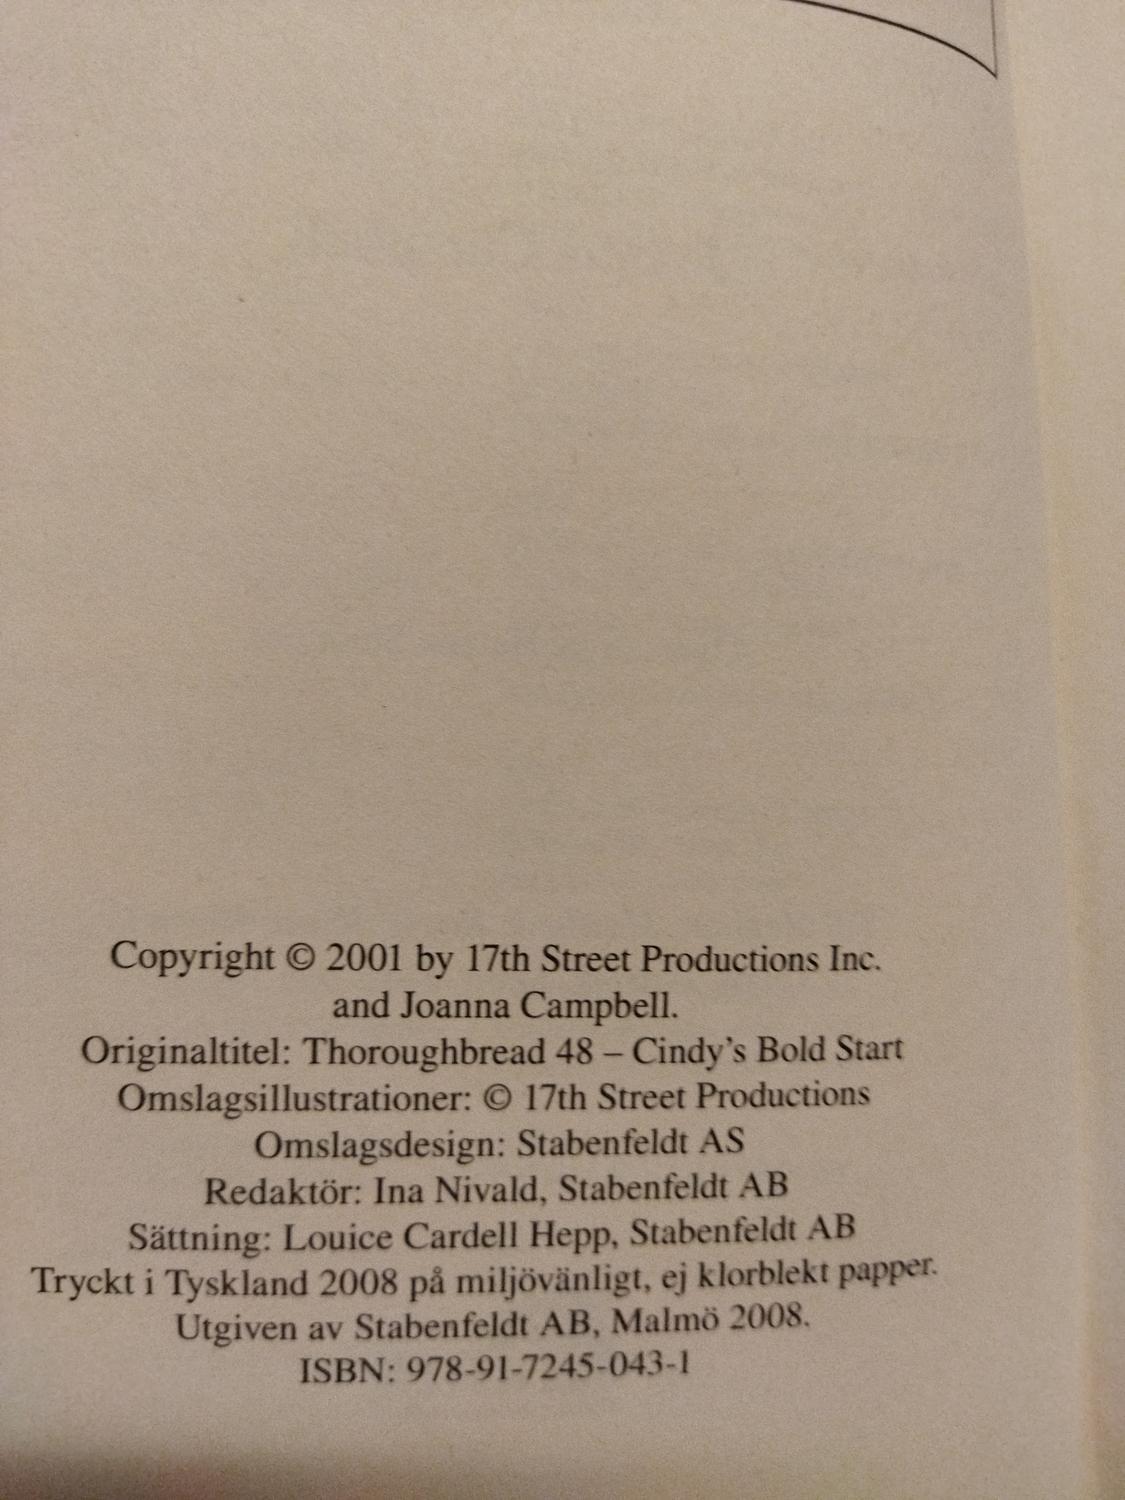 Copyright © 2001 by 17th Street Productions Inc.
and Joanna Campbell.
Originaltitel: Thoroughbread 48 – Cindy's Bold Start
Omslagsillustrationer: © 17th Street Productions
Omslagsdesign: Stabenfeldt AS
Redaktör: Ina Nivald, Stabenfeldt AB
Sättning: Louice Cardell Hepp, Stabenfeldt AB
Tryckt i Tyskland 2008 på miljövänligt, ej klorblekt papper.
Utgiven av Stabenfeldt AB, Malmö 2008.
ISBN: 978-91-7245-043-1